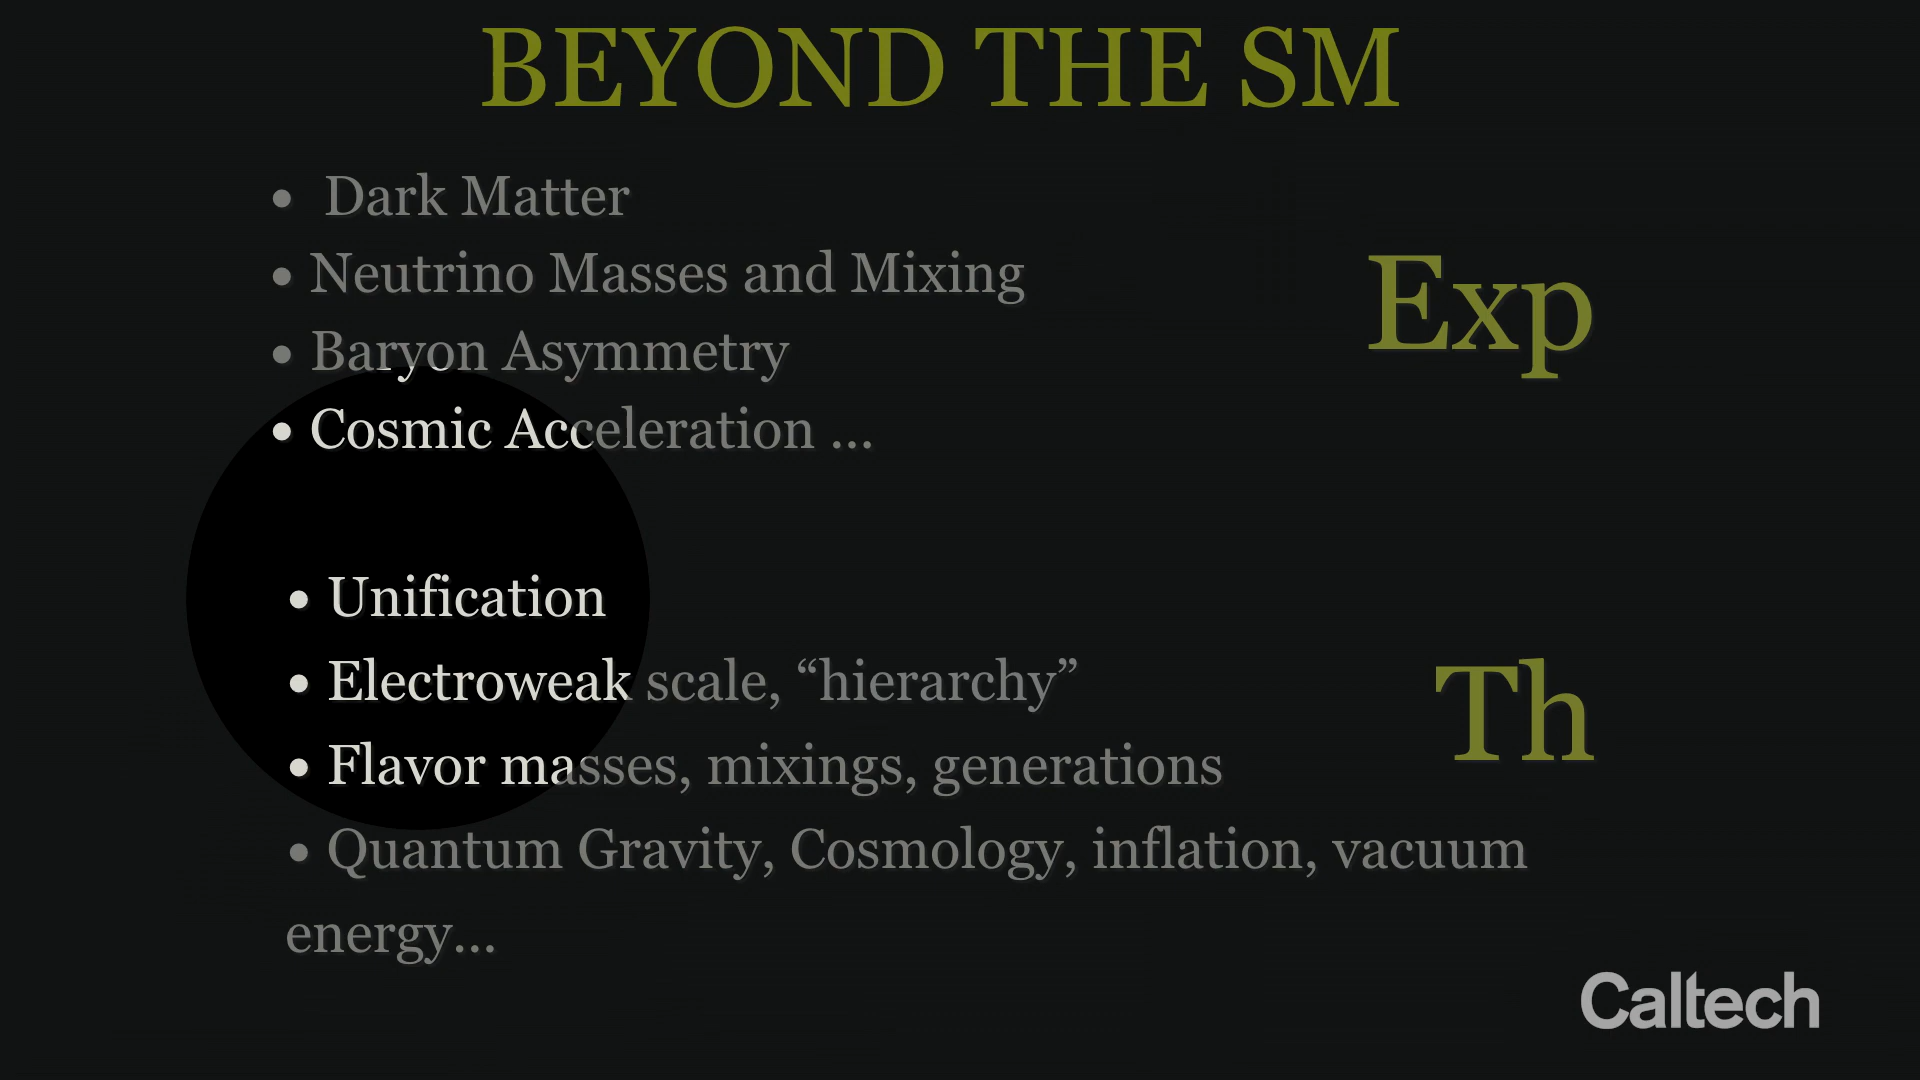 BEYOND THE SM
• Dark Matter
• Neutrino Masses and Mixing
Exp
• Baryon Asymmetry
• Cosmic Acceleration ...
• Unification
• Electroweak scale, “hierarchy”
Th
• Flavor masses, mixings, generations
• Quantum Gravity, Cosmology, inflation, vacuum
energy...
Caltech